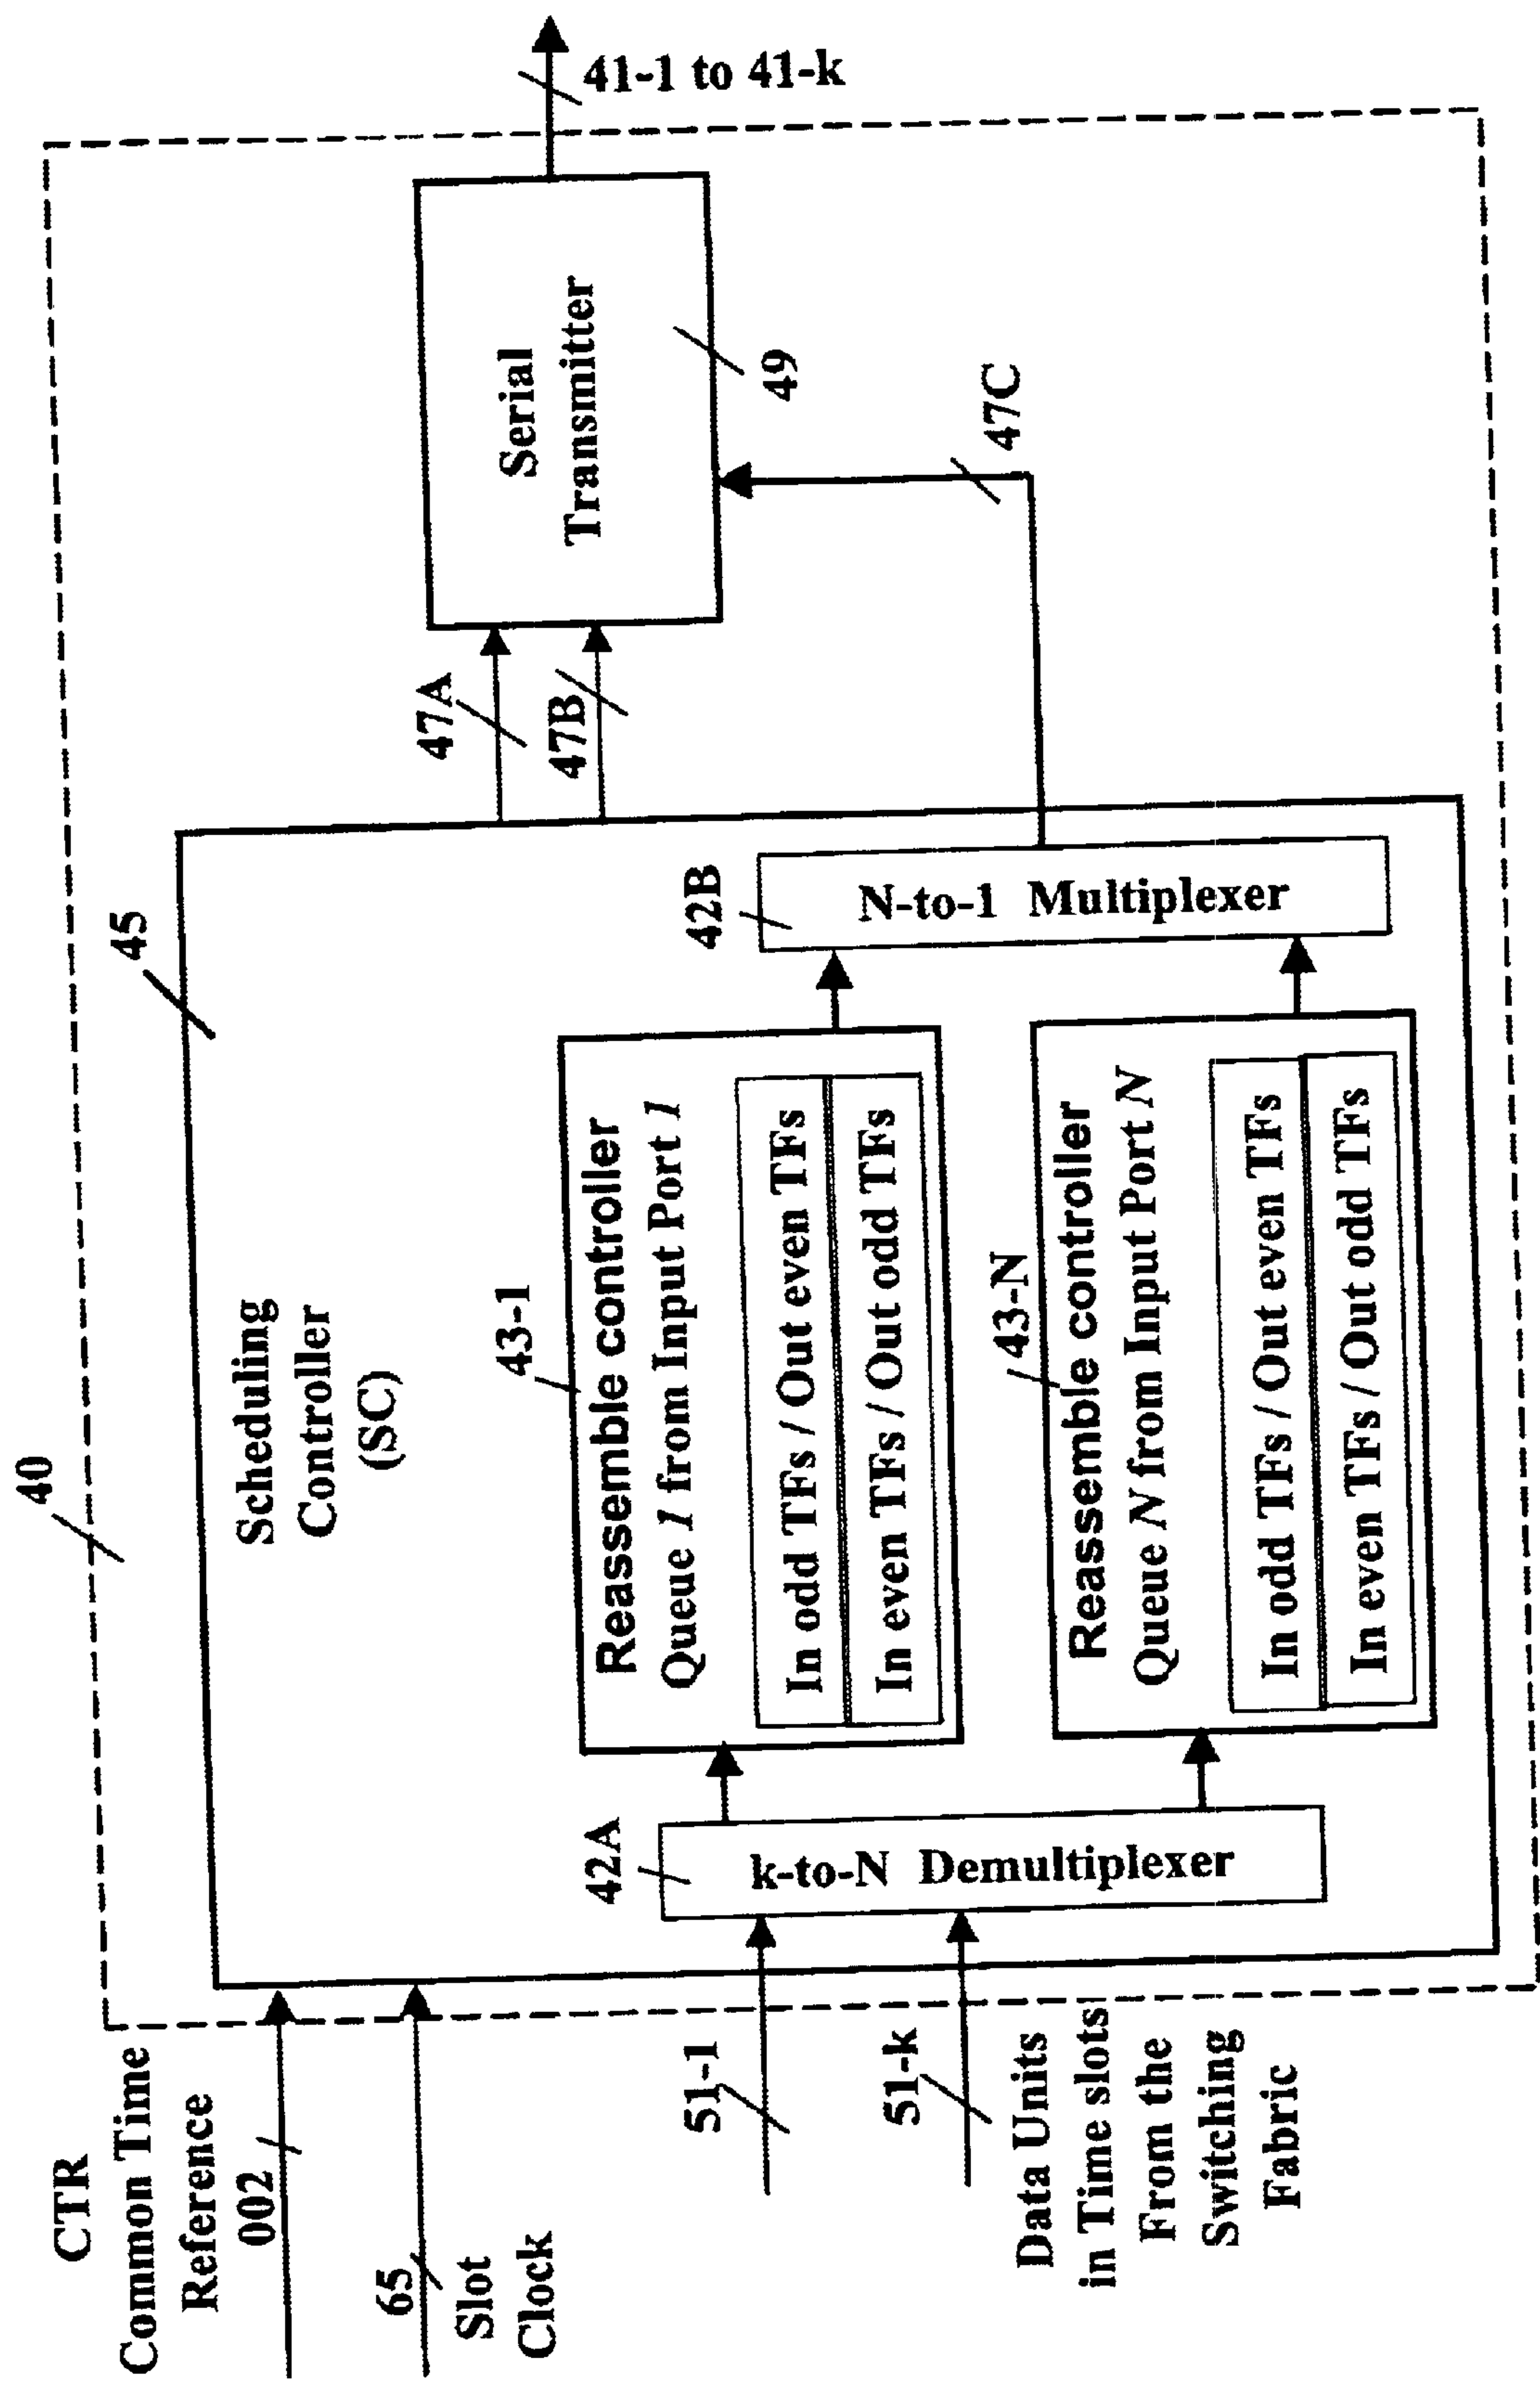 40
45
CTR
Common Time
Reference
002
65
Slot
Clock
Scheduling
Controller
(SC)
51-1
51-k
Data Units
in Time slots
From the
Switching
Fabric
42A
k-to-N Demultiplexer
43-1
Reassemble controller
Queue 1 from Input Port 1
In odd TFs / Out even TFs
In even TFs / Out odd TFs
43-N
Reassemble controller
Queue N from Input Port N
In odd TFs / Out even TFs
In even TFs / Out odd TFs
42B
N-to-1 Multiplexer
47A
47B
47C
Serial
Transmitter
49
41-1 to 41-k